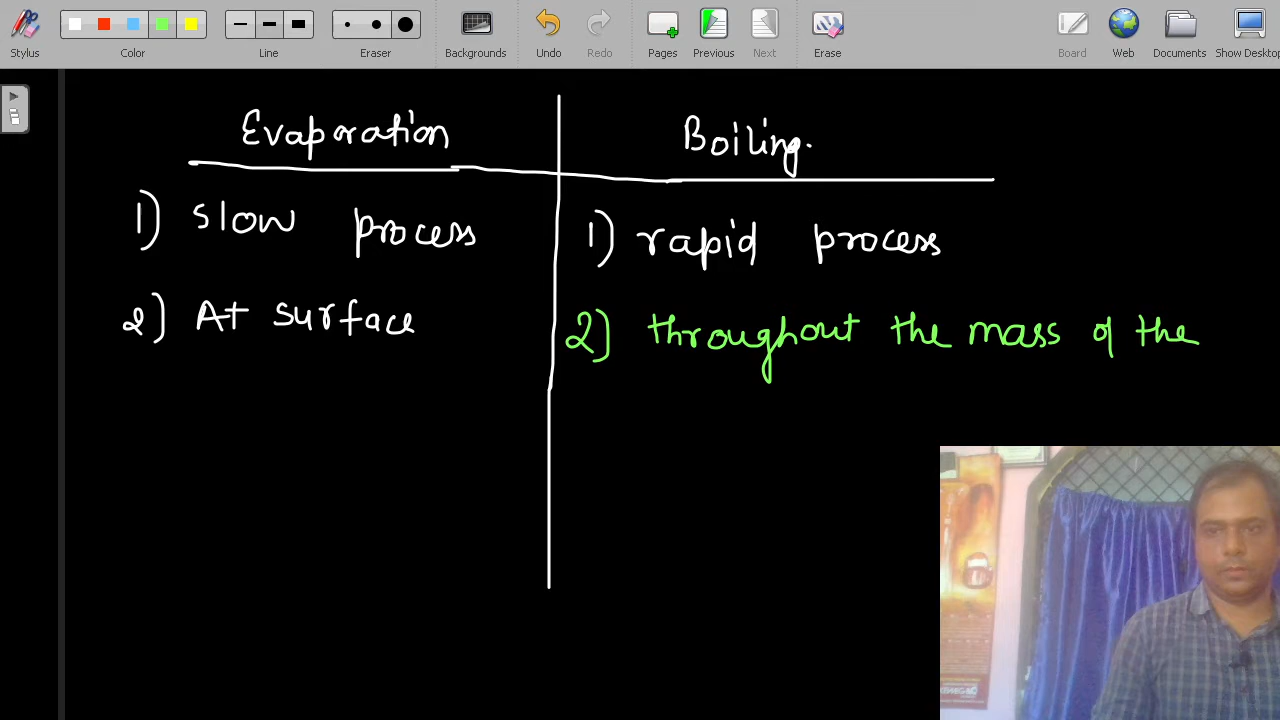 Stylus Color Line Eraser Backgrounds Undo Redo Pages Previous Next Erase Board Web Documents Show Deskto
Evaporation Boiling.
1) slow process 1) rapid process
2) At surface 2) throughout the mass of the